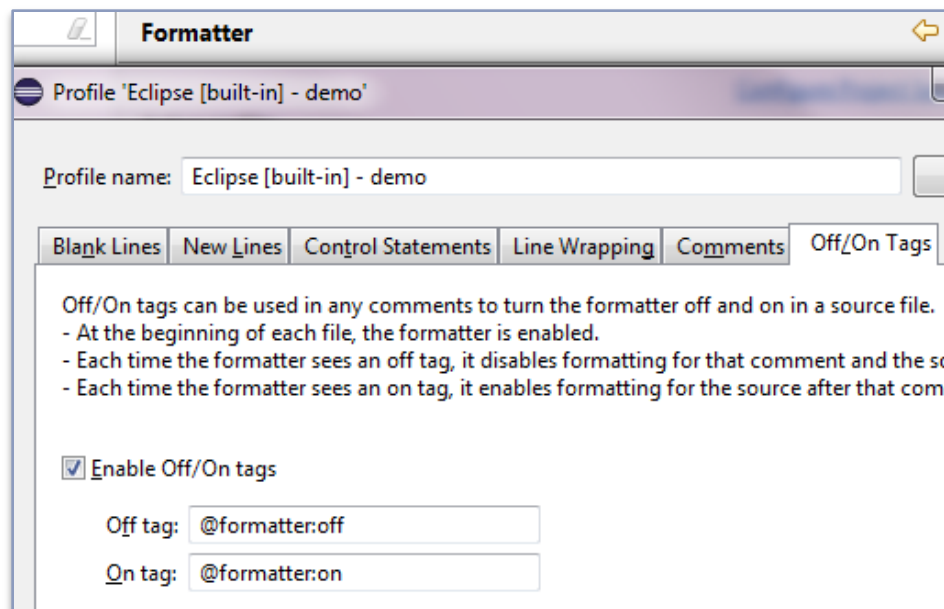 Formatter
Profile 'Eclipse [built-in] - demo'
Profile name: Eclipse [built-in] - demo
Blank Lines New Lines Control Statements Line Wrapping Comments Off/On Tags
Off/On tags can be used in any comments to turn the formatter off and on in a source file.
- At the beginning of each file, the formatter is enabled.
- Each time the formatter sees an off tag, it disables formatting for that comment and the
- Each time the formatter sees an on tag, it enables formatting for the source after that
Enable Off/On tags
Off tag: @formatter:off
On tag: @formatter:on